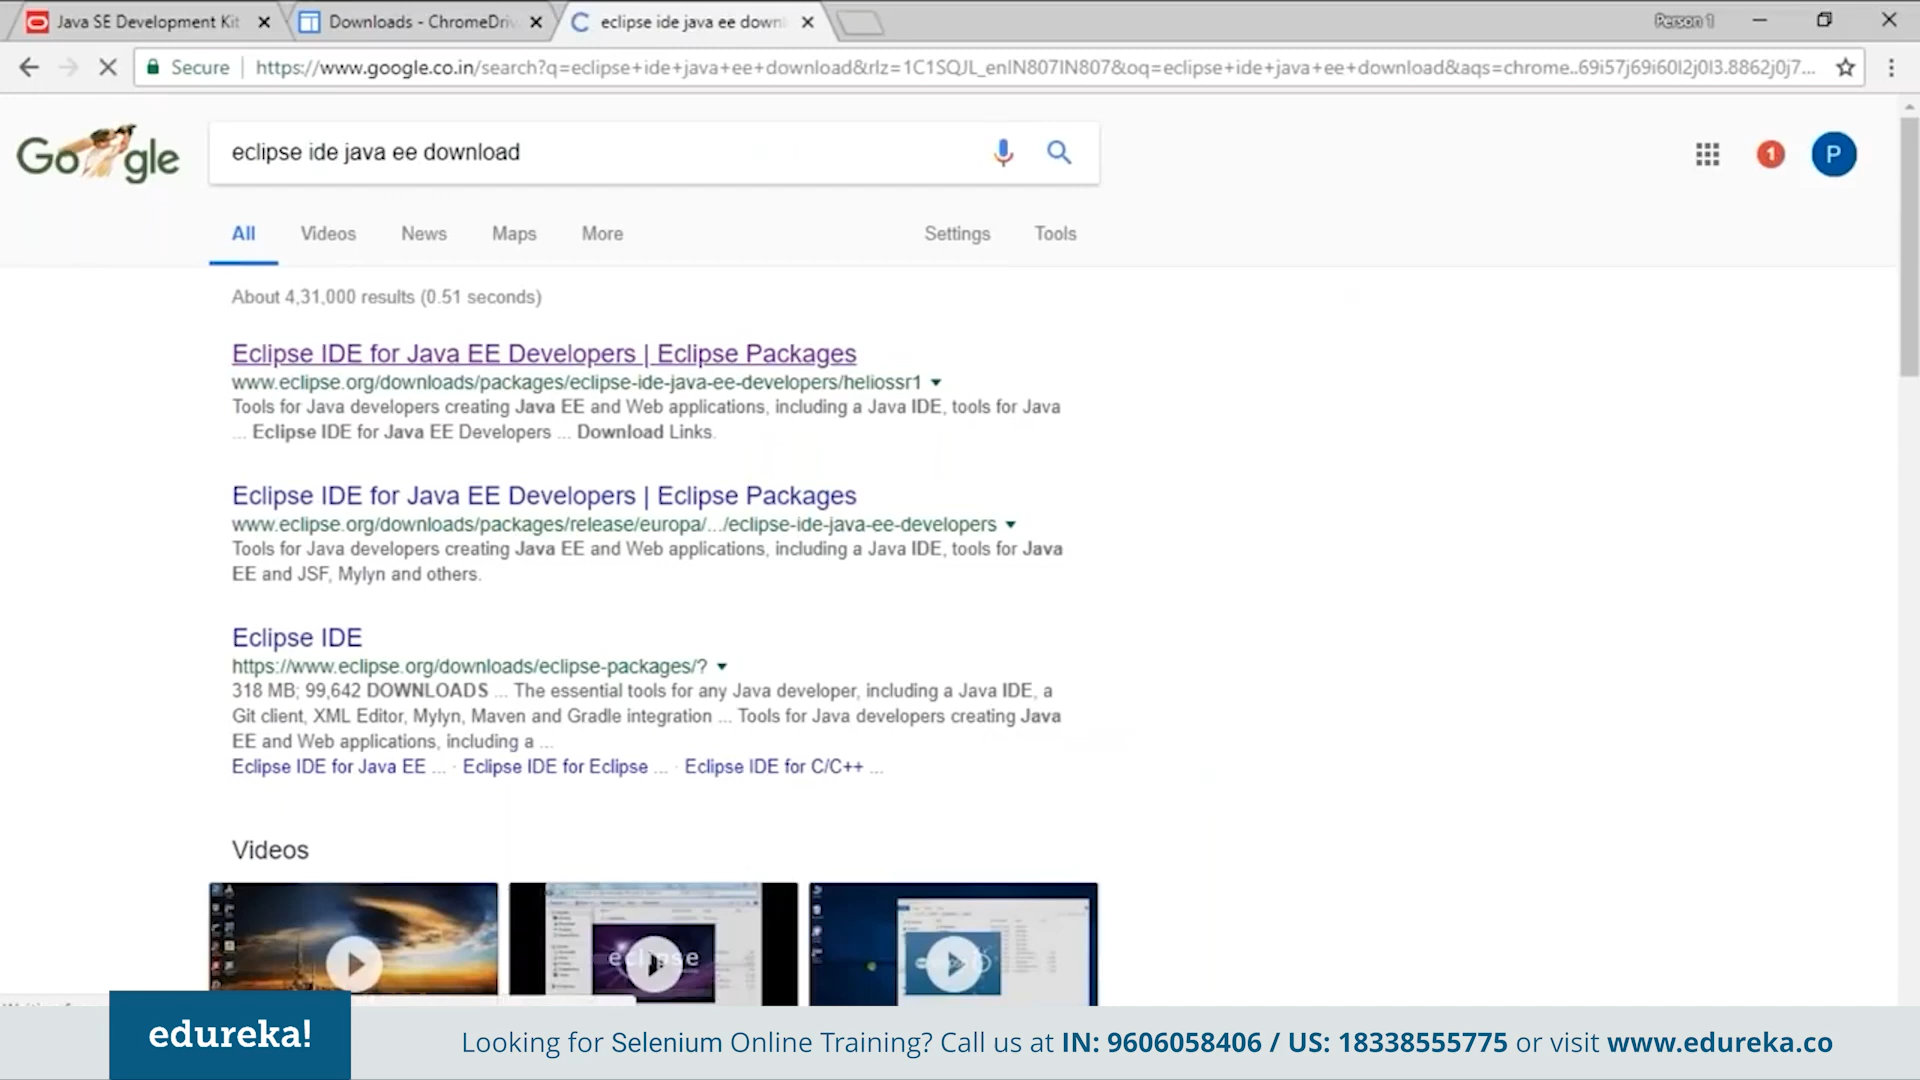 Java SE Development Kit
Downloads - ChromeDriv
eclipse ide java ee down
Person 1
Secure
https://www.google.co.in/search?q=eclipse+ide+java+ee+download&rlz=1C1SQJL_enIN807IN807&oq=eclipse+ide+java+ee+download&aqs=chrome..69i57j69i60l2j0l3.8862j0j7...
Google
eclipse ide java ee download
1
P
All
Videos
News
Maps
More
Settings
Tools
About 4,31,000 results (0.51 seconds)
Eclipse IDE for Java EE Developers | Eclipse Packages
www.eclipse.org/downloads/packages/eclipse-ide-java-ee-developers/heliossr1
Tools for Java developers creating Java EE and Web applications, including a Java IDE, tools for Java
... Eclipse IDE for Java EE Developers ... Download Links.
Eclipse IDE for Java EE Developers | Eclipse Packages
www.eclipse.org/downloads/packages/release/europa/.../eclipse-ide-java-ee-developers
Tools for Java developers creating Java EE and Web applications, including a Java IDE, tools for Java
EE and JSF, Mylyn and others.
Eclipse IDE
https://www.eclipse.org/downloads/eclipse-packages/?
318 MB; 99,642 DOWNLOADS ... The essential tools for any Java developer, including a Java IDE, a
Git client, XML Editor, Mylyn, Maven and Gradle integration ... Tools for Java developers creating Java
EE and Web applications, including a ...
Eclipse IDE for Java EE ... · Eclipse IDE for Eclipse ... · Eclipse IDE for C/C++ ...
Videos
eclipse
edureka!
Looking for Selenium Online Training? Call us at IN: 9606058406 / US: 18338555775 or visit www.edureka.co